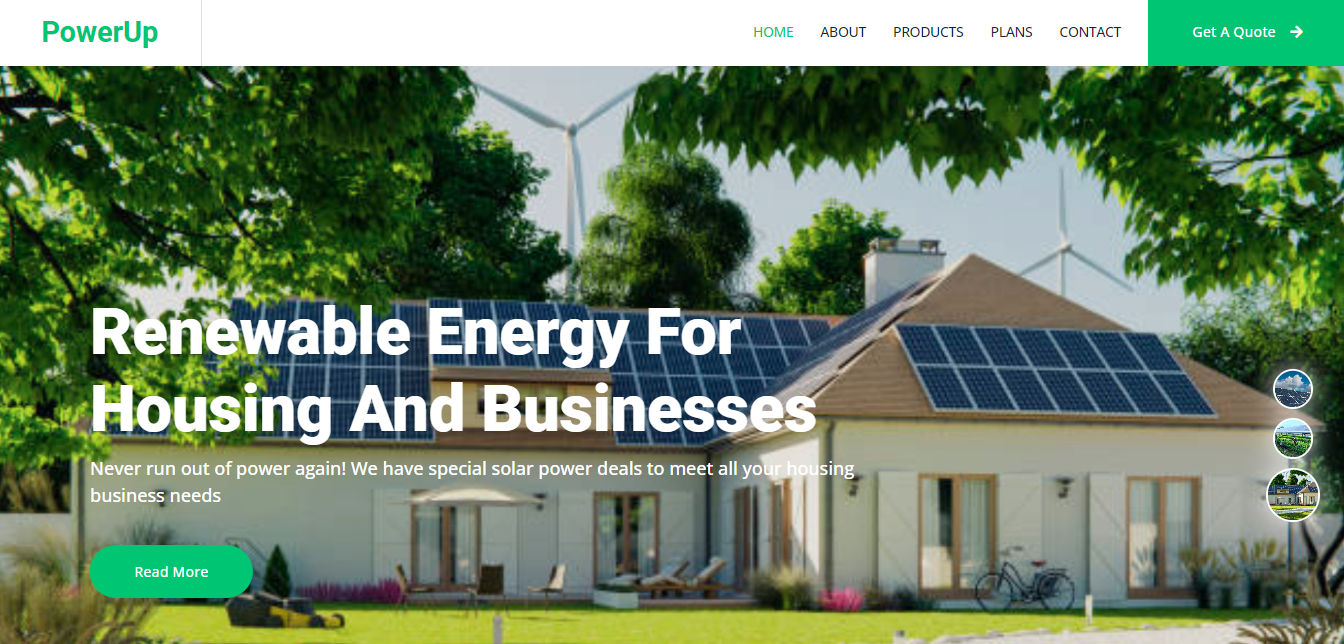 PowerUp
HOME ABOUT PRODUCTS PLANS CONTACT Get A Quote
Renewable Energy For
Housing And Businesses
Never run out of power again! We have special solar power deals to meet all your housing
business needs
Read More